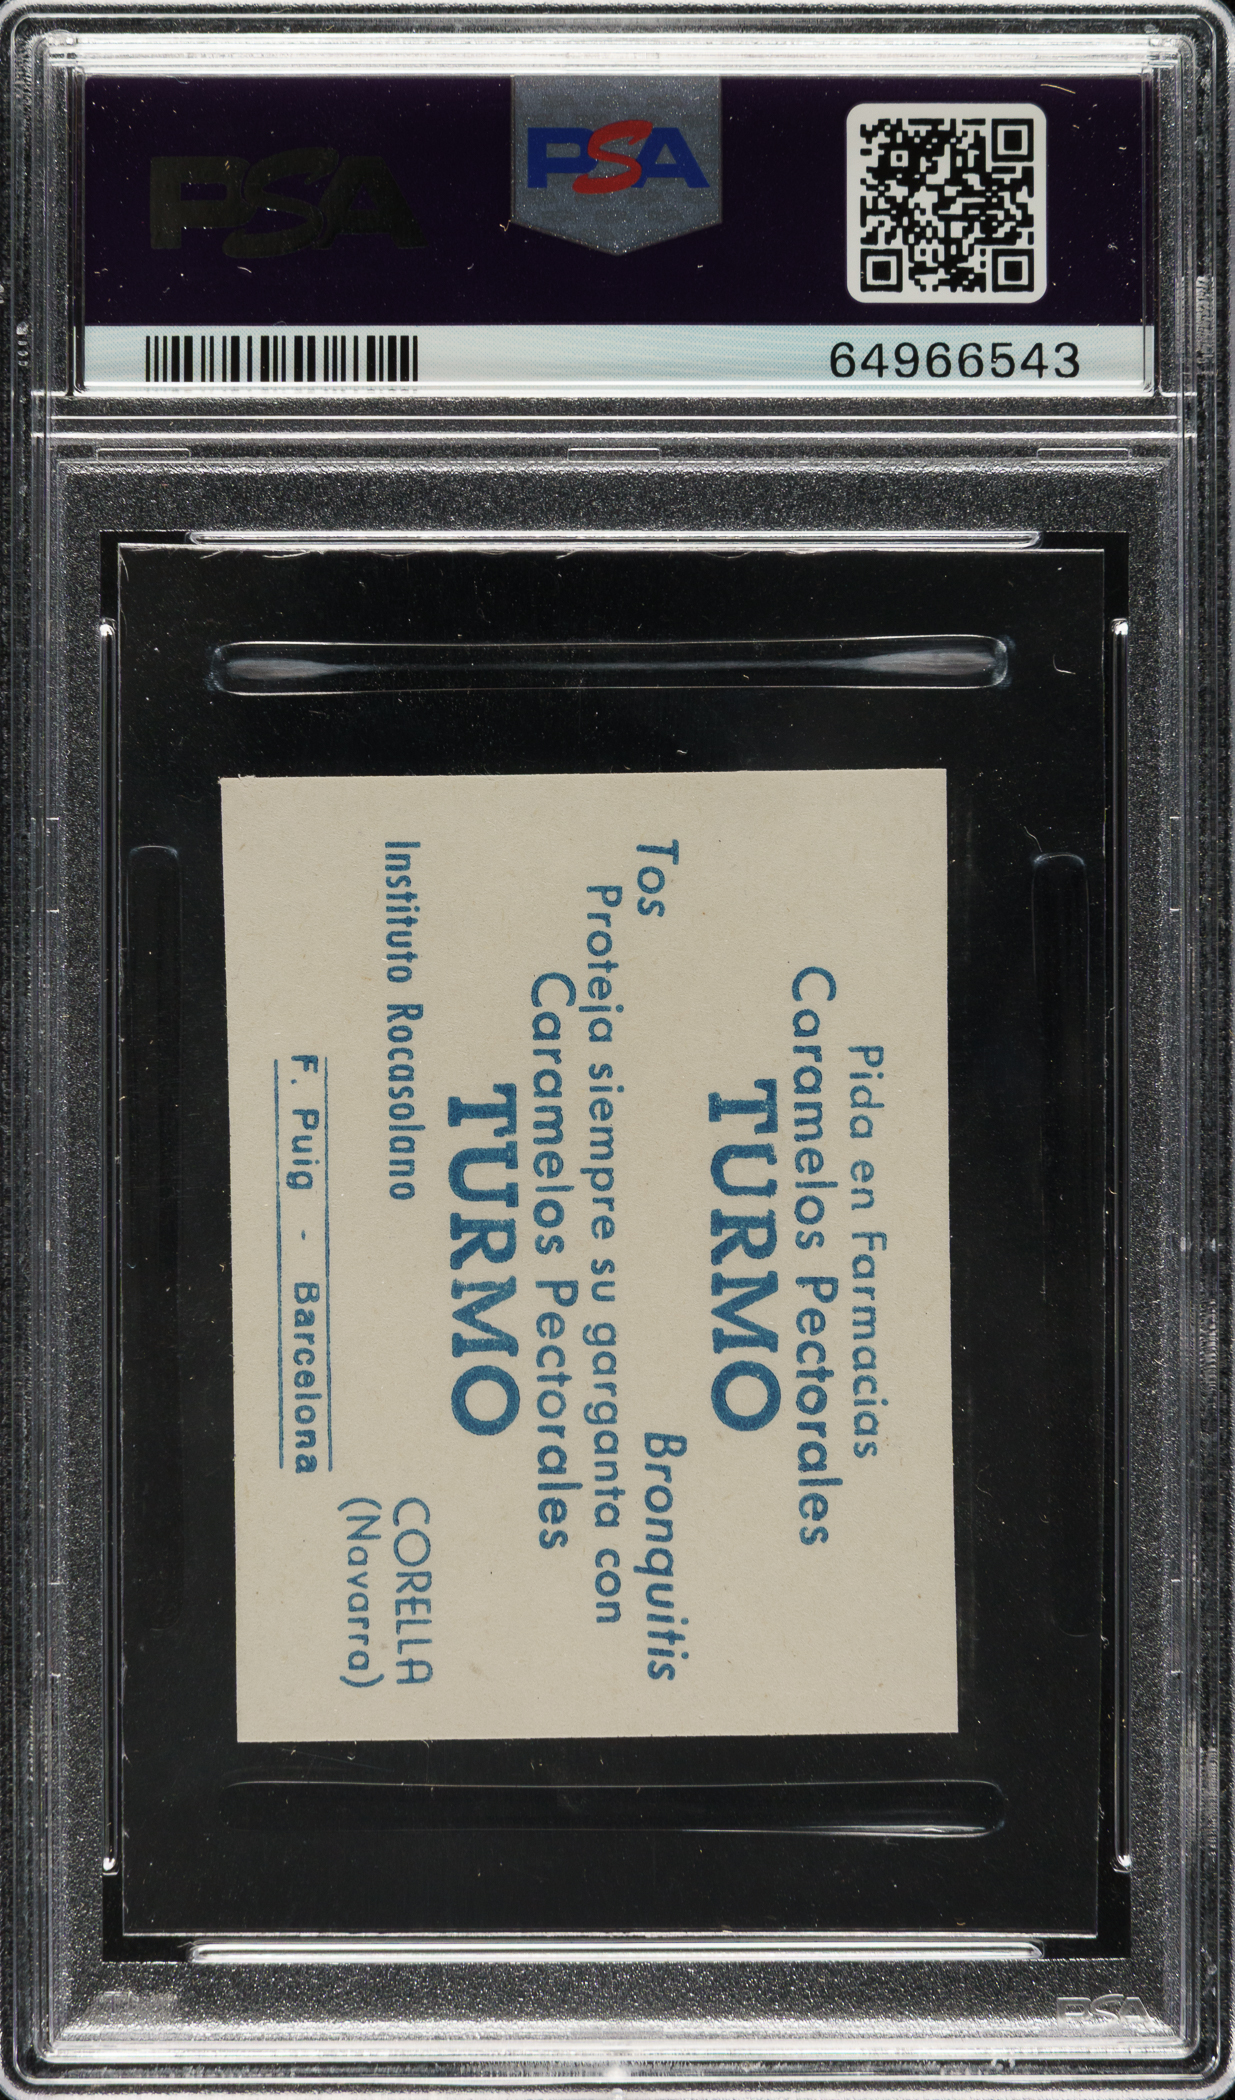 PSA
PSA
64966543
Pida en Farmacias
Caramelos Pectorales
TURMO
Tos Bronquitis
Proteja siempre su garganta con
Caramelos Pectorales
TURMO
Instituto Rocasolano CORELLA
(Navarra)
F. Puig - Barcelona
PSA